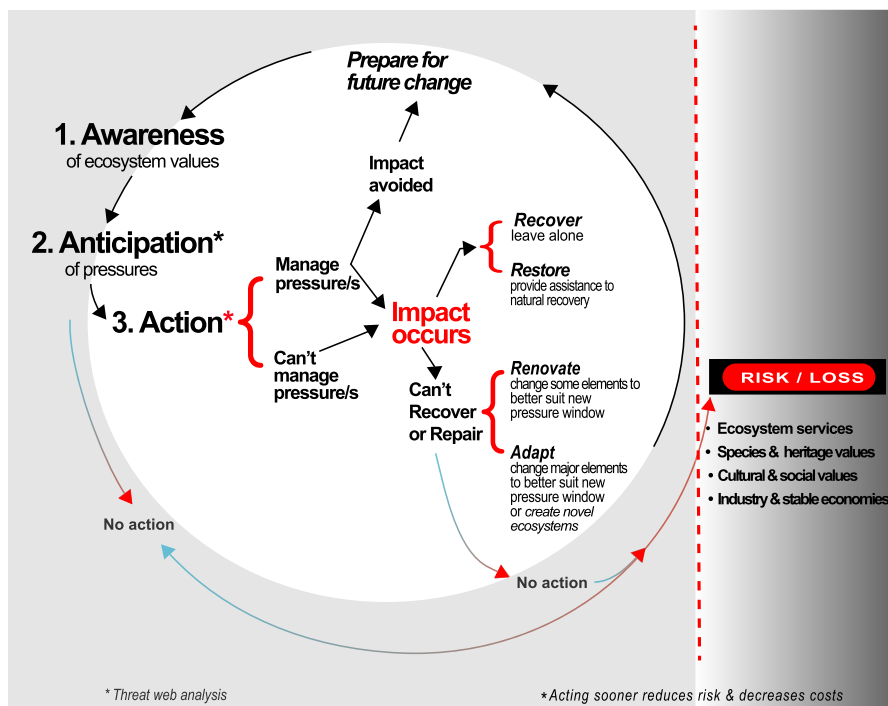 Prepare for
future change
1. Awareness
of ecosystem values
Impact
avoided
2. Anticipation*
of pressures
Manage
pressure/s
3. Action*
Can't
manage
pressure/s
Impact
occurs
Recover
leave alone
Restore
provide assistance to
natural recovery
Can't
Recover
or Repair
Renovate
change some elements to
better suit new
pressure window
Adapt
change major elements
to better suit new
pressure window
or create novel
ecosystems
No action
No action
RISK / LOSS
• Ecosystem services
• Species & heritage values
• Cultural & social values
• Industry & stable economies
* Threat web analysis
*Acting sooner reduces risk & decreases costs